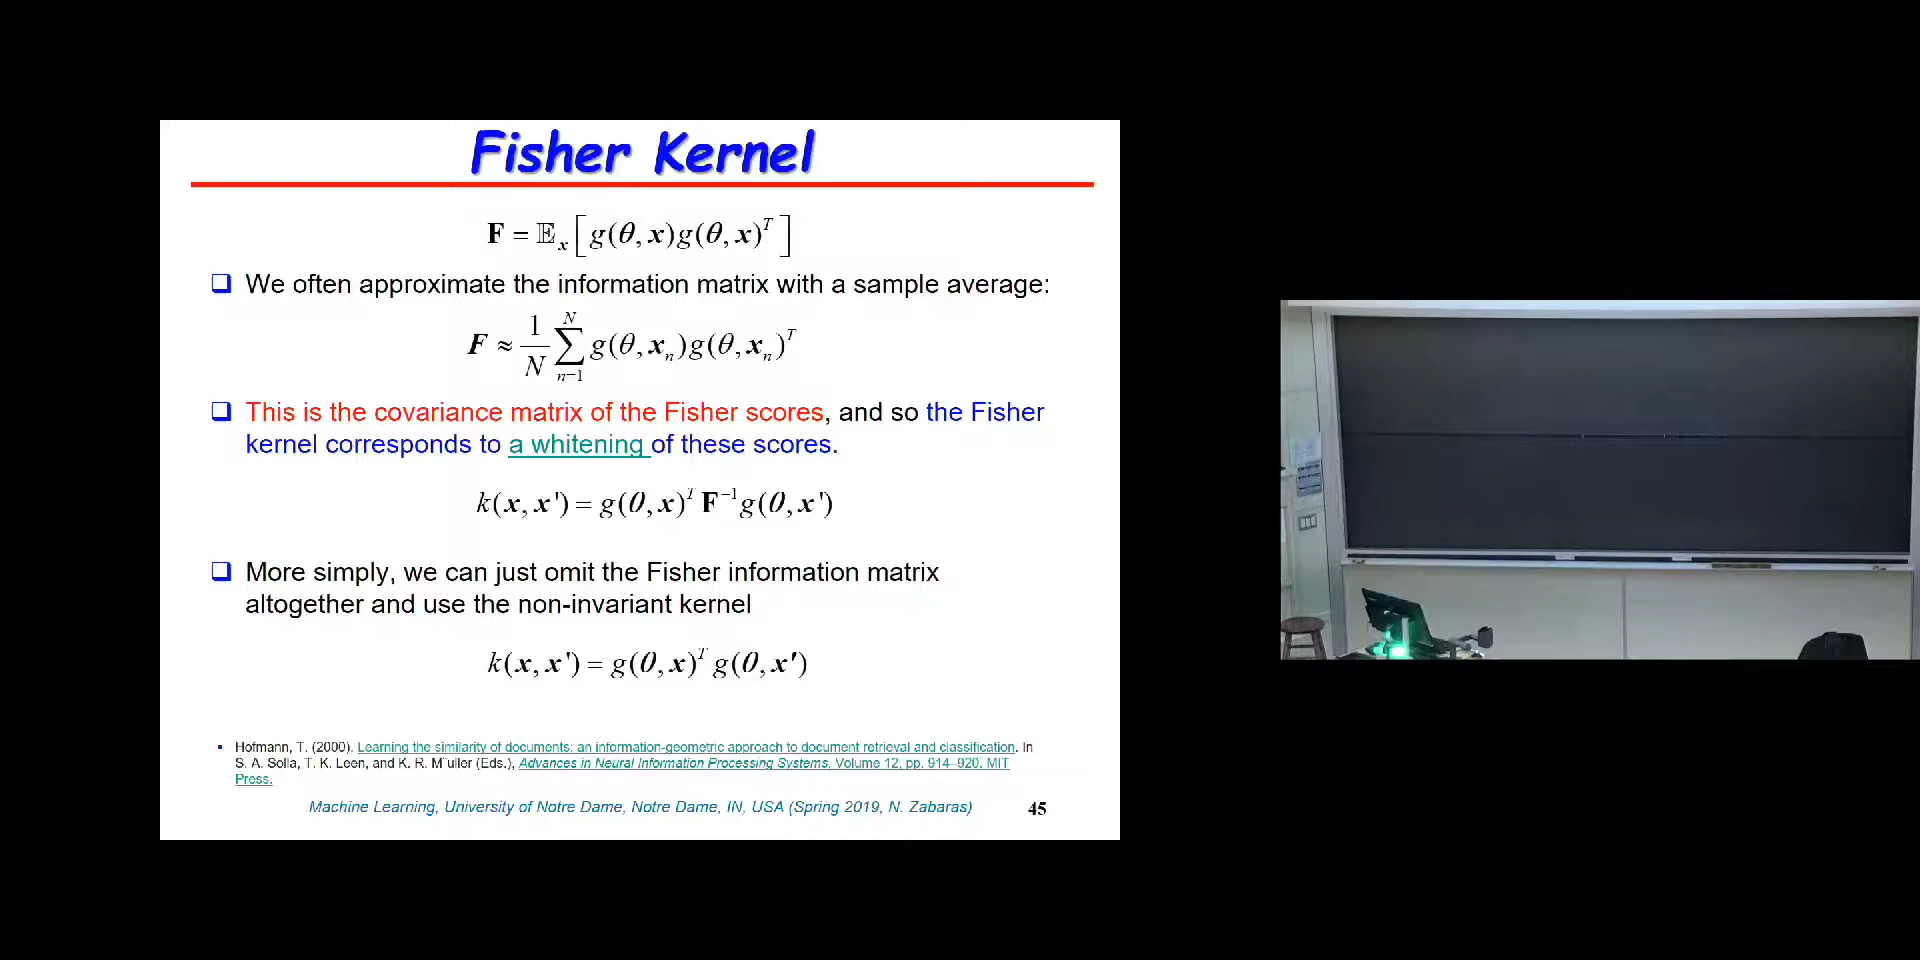 Fisher Kernel
F = 𝔼ₓ [ g(θ, x)g(θ, x)ᵀ ]
❑ We often approximate the information matrix with a sample average:
F ≈ 1/N ∑_{n−1}^{N} g(θ, xₙ)g(θ, xₙ)ᵀ
❑ This is the covariance matrix of the Fisher scores, and so the Fisher
kernel corresponds to a whitening of these scores.
k(x, x') = g(θ, x)ᵀ F⁻¹ g(θ, x')
❑ More simply, we can just omit the Fisher information matrix
altogether and use the non-invariant kernel
k(x, x') = g(θ, x)ᵀ g(θ, x')
▪ Hofmann, T. (2000). Learning the similarity of documents: an information-geometric approach to document retrieval and classification. In
S. A. Solla, T. K. Leen, and K. R. M¨uller (Eds.), Advances in Neural Information Processing Systems, Volume 12, pp. 914–920. MIT
Press.
Machine Learning, University of Notre Dame, Notre Dame, IN, USA (Spring 2019, N. Zabaras)
45